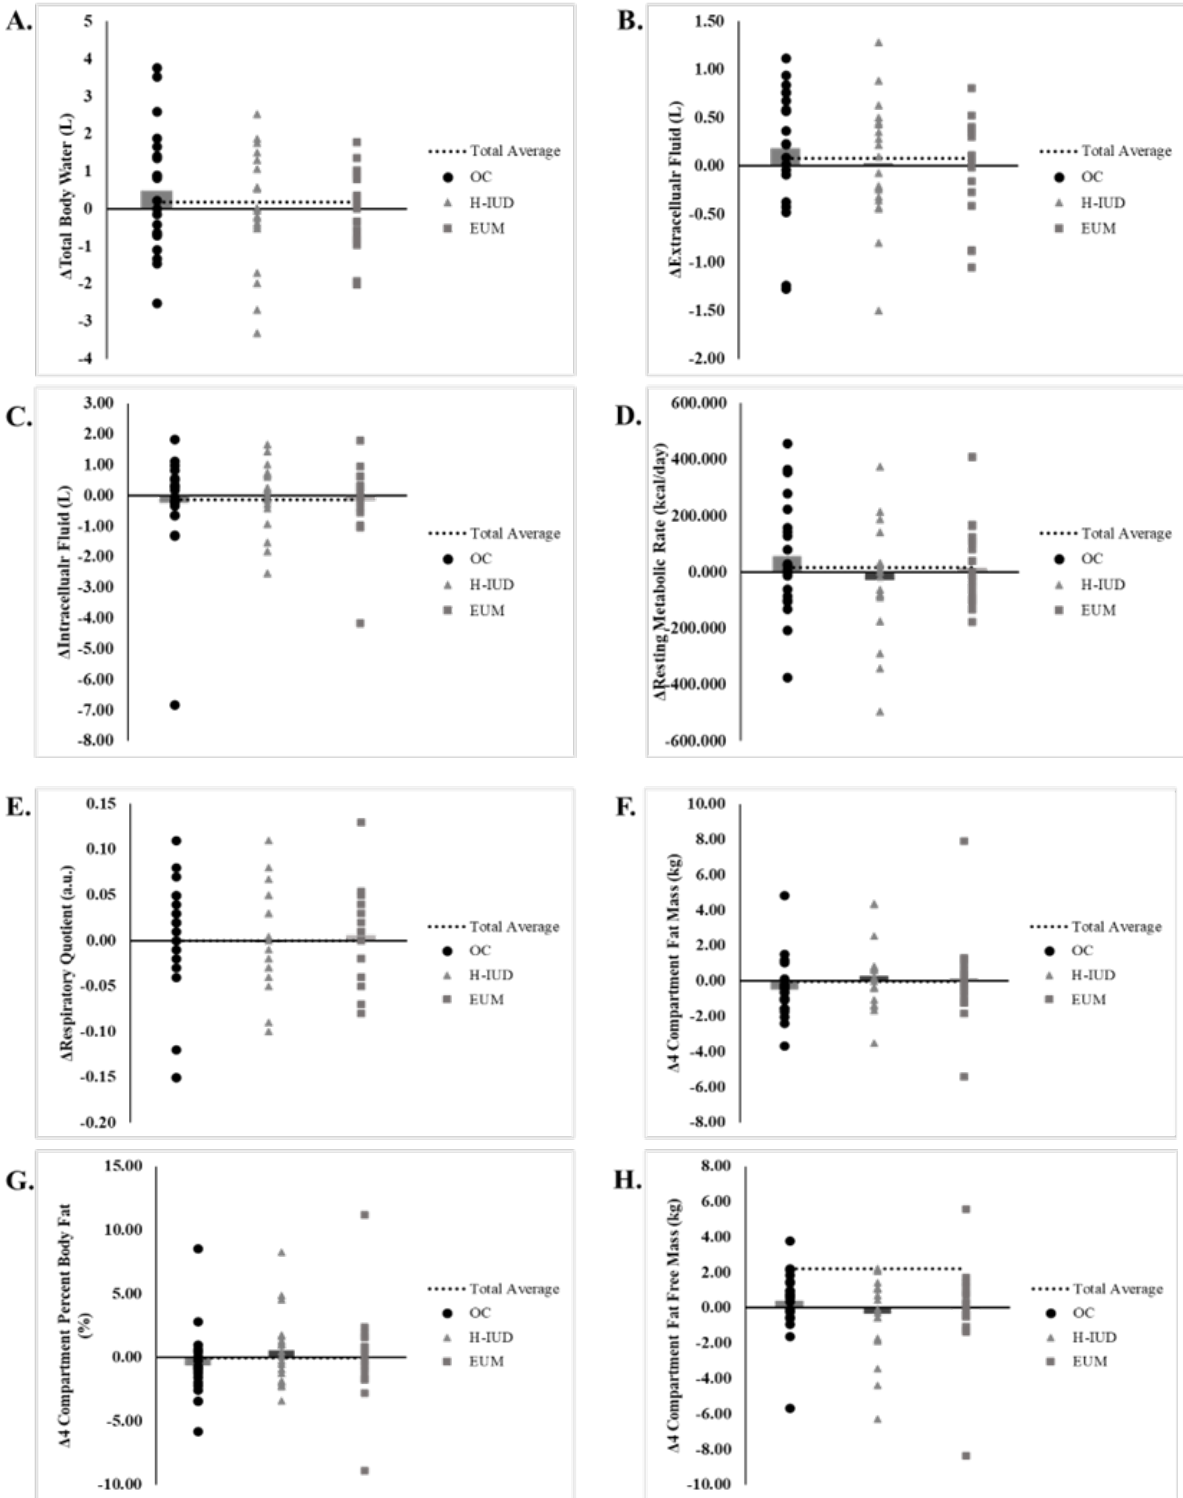 A.
5
4
3
2
1
0
-1
-2
-3
-4
ΔTotal Body Water (L)
Total Average
OC
H-IUD
EUM
B.
1.50
1.00
0.50
0.00
-0.50
-1.00
-1.50
-2.00
ΔExtracellualr Fluid (L)
Total Average
OC
H-IUD
EUM
C.
3.00
2.00
1.00
0.00
-1.00
-2.00
-3.00
-4.00
-5.00
-6.00
-7.00
-8.00
ΔIntracellualr Fluid (L)
Total Average
OC
H-IUD
EUM
D.
600.000
400.000
200.000
0.000
-200.000
-400.000
-600.000
ΔResting Metabolic Rate (kcal/day)
Total Average
OC
H-IUD
EUM
E.
0.15
0.10
0.05
0.00
-0.05
-0.10
-0.15
-0.20
ΔRespiratory Quotient (a.u.)
Total Average
OC
H-IUD
EUM
F.
10.00
8.00
6.00
4.00
2.00
0.00
-2.00
-4.00
-6.00
-8.00
Δ4 Compartment Fat Mass (kg)
Total Average
OC
H-IUD
EUM
G.
15.00
10.00
5.00
0.00
-5.00
-10.00
Δ4 Compartment Percent Body Fat
(%)
Total Average
OC
H-IUD
EUM
H.
8.00
6.00
4.00
2.00
0.00
-2.00
-4.00
-6.00
-8.00
-10.00
Δ4 Compartment Fat Free Mass (kg)
Total Average
OC
H-IUD
EUM